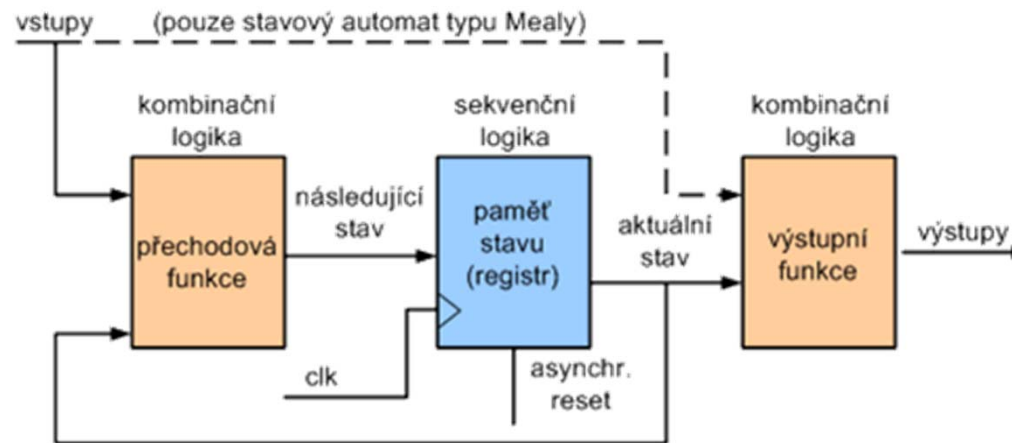 vstupy
(pouze stavový automat typu Mealy)
kombinační
logika
sekvenční
logika
kombinační
logika
přechodová
funkce
následující
stav
paměť
stavu
(registr)
aktuální
stav
výstupní
funkce
výstupy
clk
asynchr.
reset